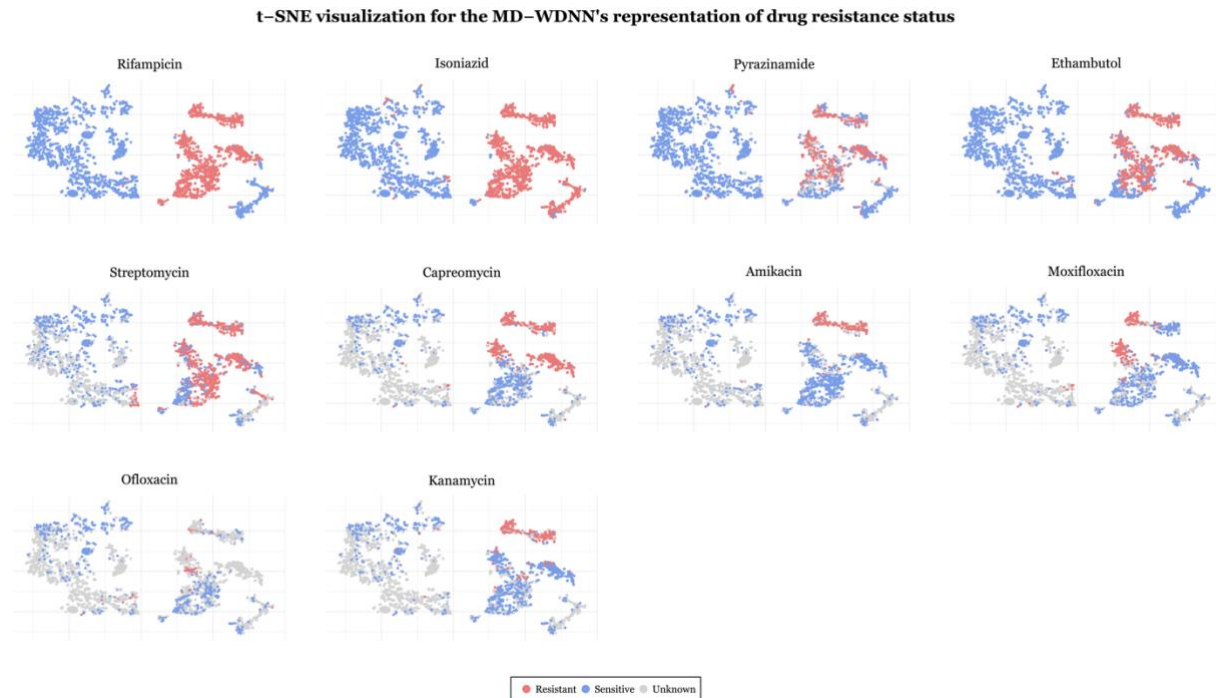 t–SNE visualization for the MD–WDNN's representation of drug resistance status
Rifampicin
Isoniazid
Pyrazinamide
Ethambutol
Streptomycin
Capreomycin
Amikacin
Moxifloxacin
Ofloxacin
Kanamycin
Resistant Sensitive Unknown